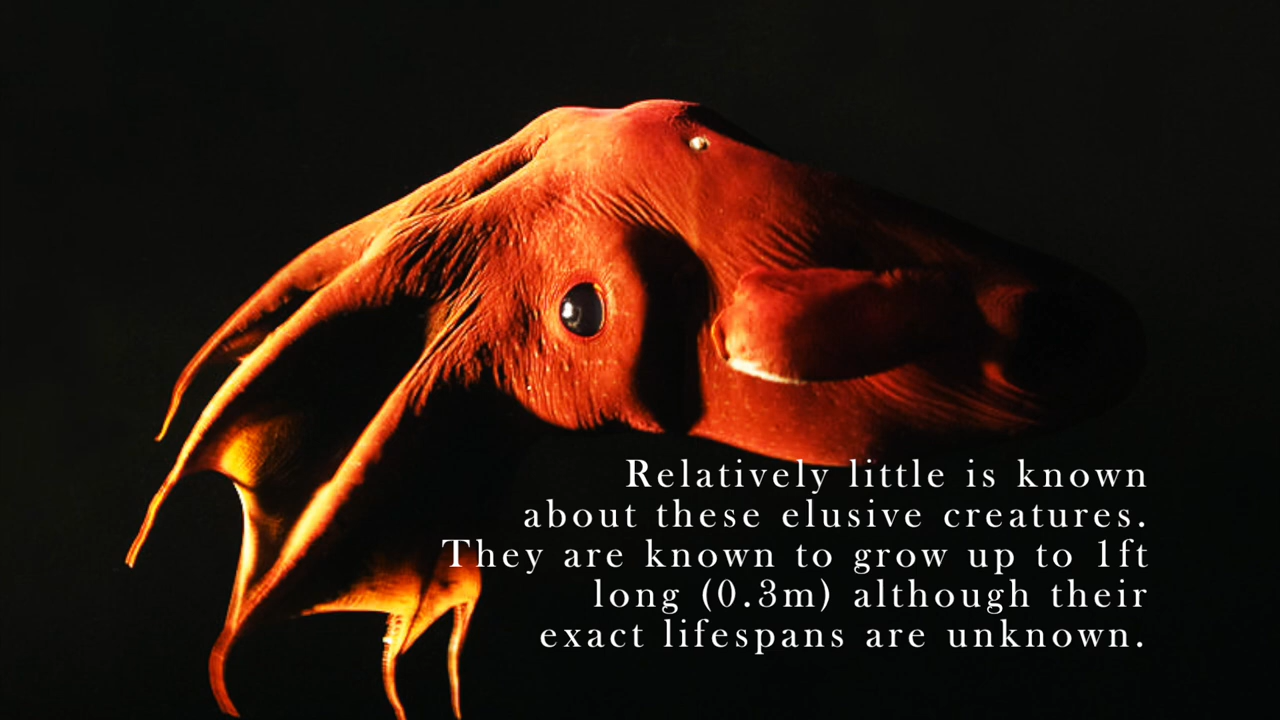 Relatively little is known
about these elusive creatures.
They are known to grow up to 1ft
long (0.3m) although their
exact lifespans are unknown.